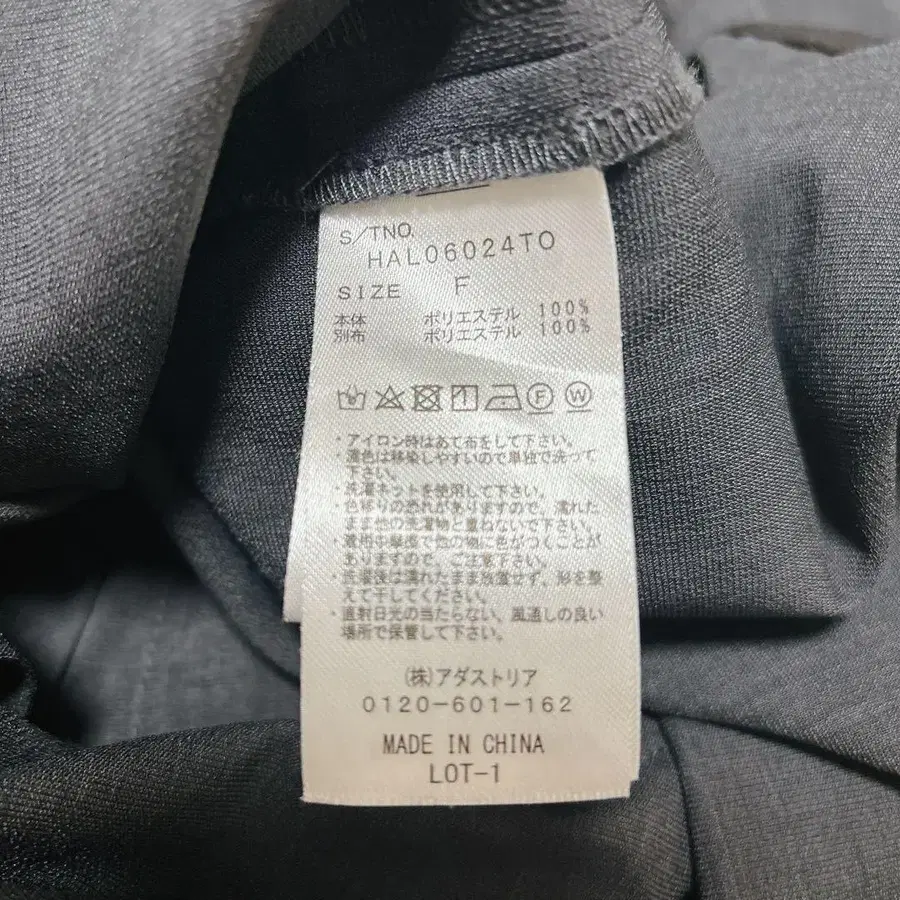 S/TNO.
HAL06024TO
SIZE F
本体 ポリエステル 100%
別布 ポリエステル 100%
・アイロン時はあて布をして下さい。
・濃色は移染しやすいので単独で洗って
下さい。
・洗濯ネットを使用して下さい。
・色移りの恐れがありますので、濡れた
まま他の洗濯物と重ねないで下さい。
・着用中摩擦で他の物に色がつくことが
ありますので、ご注意下さい。
・洗濯後は濡れたまま放置せず、形を整
えて干してください。
・直射日光の当たらない、風通しの良い
場所で保管して下さい。
(株)アダストリア
0120-601-162
MADE IN CHINA
LOT-1